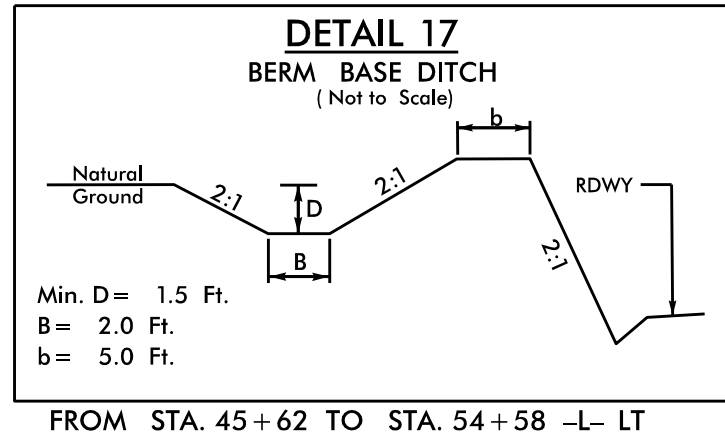 DETAIL 17
BERM BASE DITCH
( Not to Scale)
b
Natural
Ground
2:1
D
2:1
RDWY
B
2:1
Min. D= 1.5 Ft.
B= 2.0 Ft.
b= 5.0 Ft.
FROM STA. 45+62 TO STA. 54+58 -L- LT